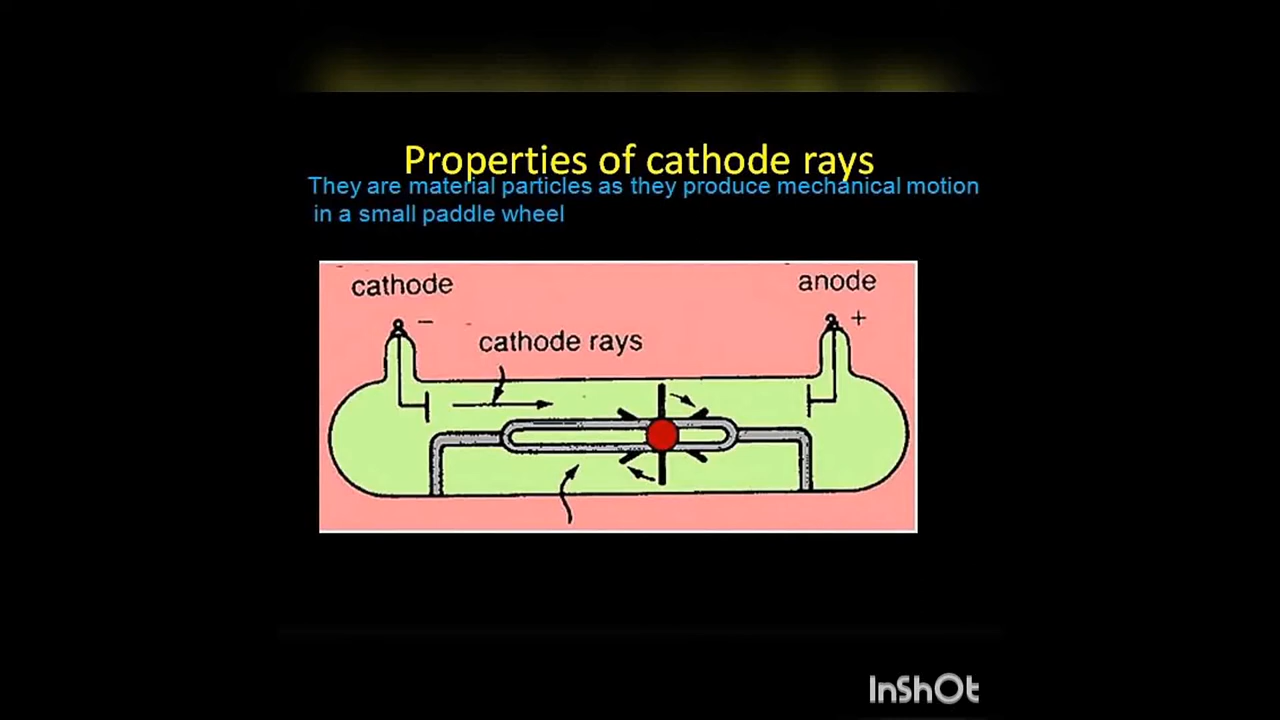 Properties of cathode rays
They are material particles as they produce mechanical motion
in a small paddle wheel
cathode
anode
−
+
cathode rays
InShOt